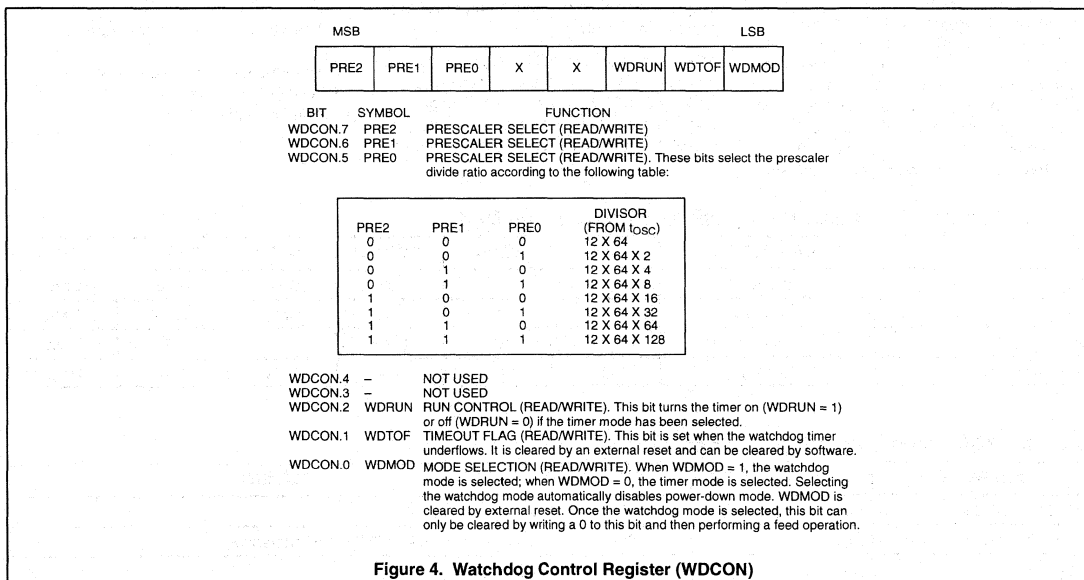 MSB LSB
PRE2 PRE1 PRE0 X X WDRUN WDTOF WDMOD
BIT SYMBOL FUNCTION
WDCON.7 PRE2 PRESCALER SELECT (READ/WRITE)
WDCON.6 PRE1 PRESCALER SELECT (READ/WRITE)
WDCON.5 PRE0 PRESCALER SELECT (READ/WRITE). These bits select the prescaler
divide ratio according to the following table:
DIVISOR
PRE2 PRE1 PRE0 (FROM tOSC)
0 0 0 12 X 64
0 0 1 12 X 64 X 2
0 1 0 12 X 64 X 4
0 1 1 12 X 64 X 8
1 0 0 12 X 64 X 16
1 0 1 12 X 64 X 32
1 1 0 12 X 64 X 64
1 1 1 12 X 64 X 128
WDCON.4 – NOT USED
WDCON.3 – NOT USED
WDCON.2 WDRUN RUN CONTROL (READ/WRITE). This bit turns the timer on (WDRUN = 1)
or off (WDRUN = 0) if the timer mode has been selected.
WDCON.1 WDTOF TIMEOUT FLAG (READ/WRITE). This bit is set when the watchdog timer
underflows. It is cleared by an external reset and can be cleared by software.
WDCON.0 WDMOD MODE SELECTION (READ/WRITE). When WDMOD = 1, the watchdog
mode is selected; when WDMOD = 0, the timer mode is selected. Selecting
the watchdog mode automatically disables power-down mode. WDMOD is
cleared by external reset. Once the watchdog mode is selected, this bit can
only be cleared by writing a 0 to this bit and then performing a feed operation.
Figure 4. Watchdog Control Register (WDCON)